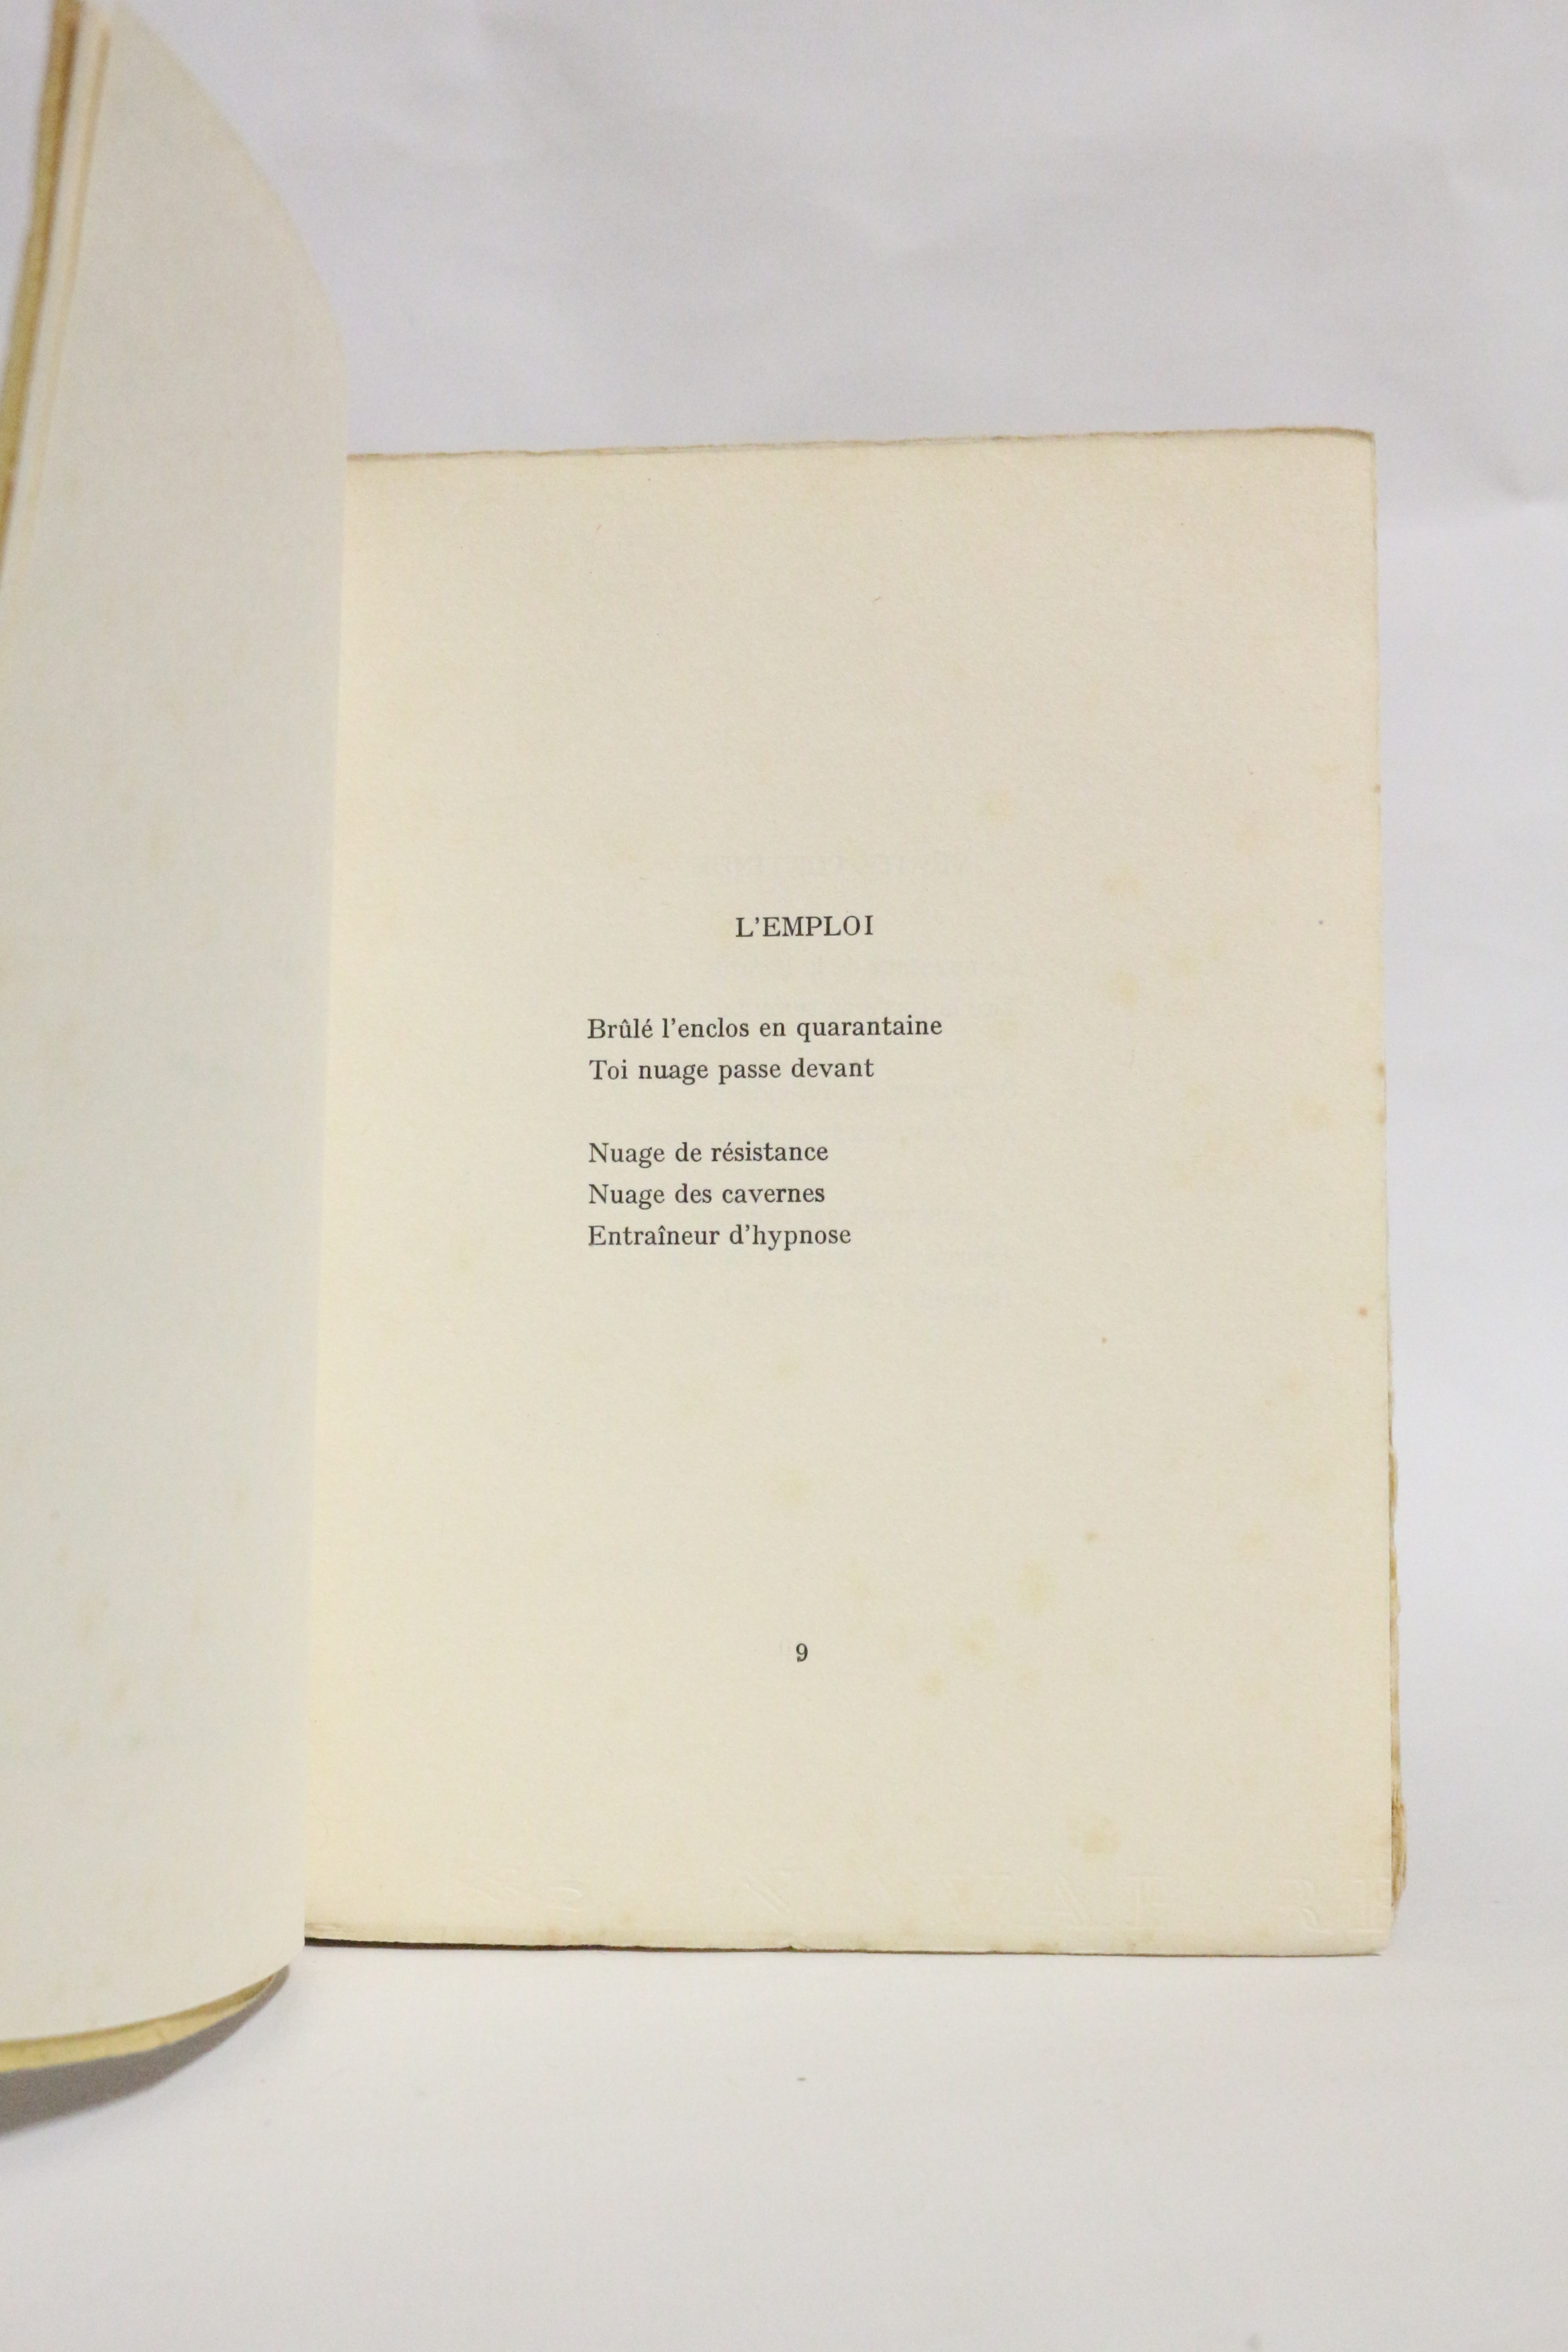 L'EMPLOI
Brûlé l'enclos en quarantaine
Toi nuage passe devant
Nuage de résistance
Nuage des cavernes
Entraîneur d'hypnose
9